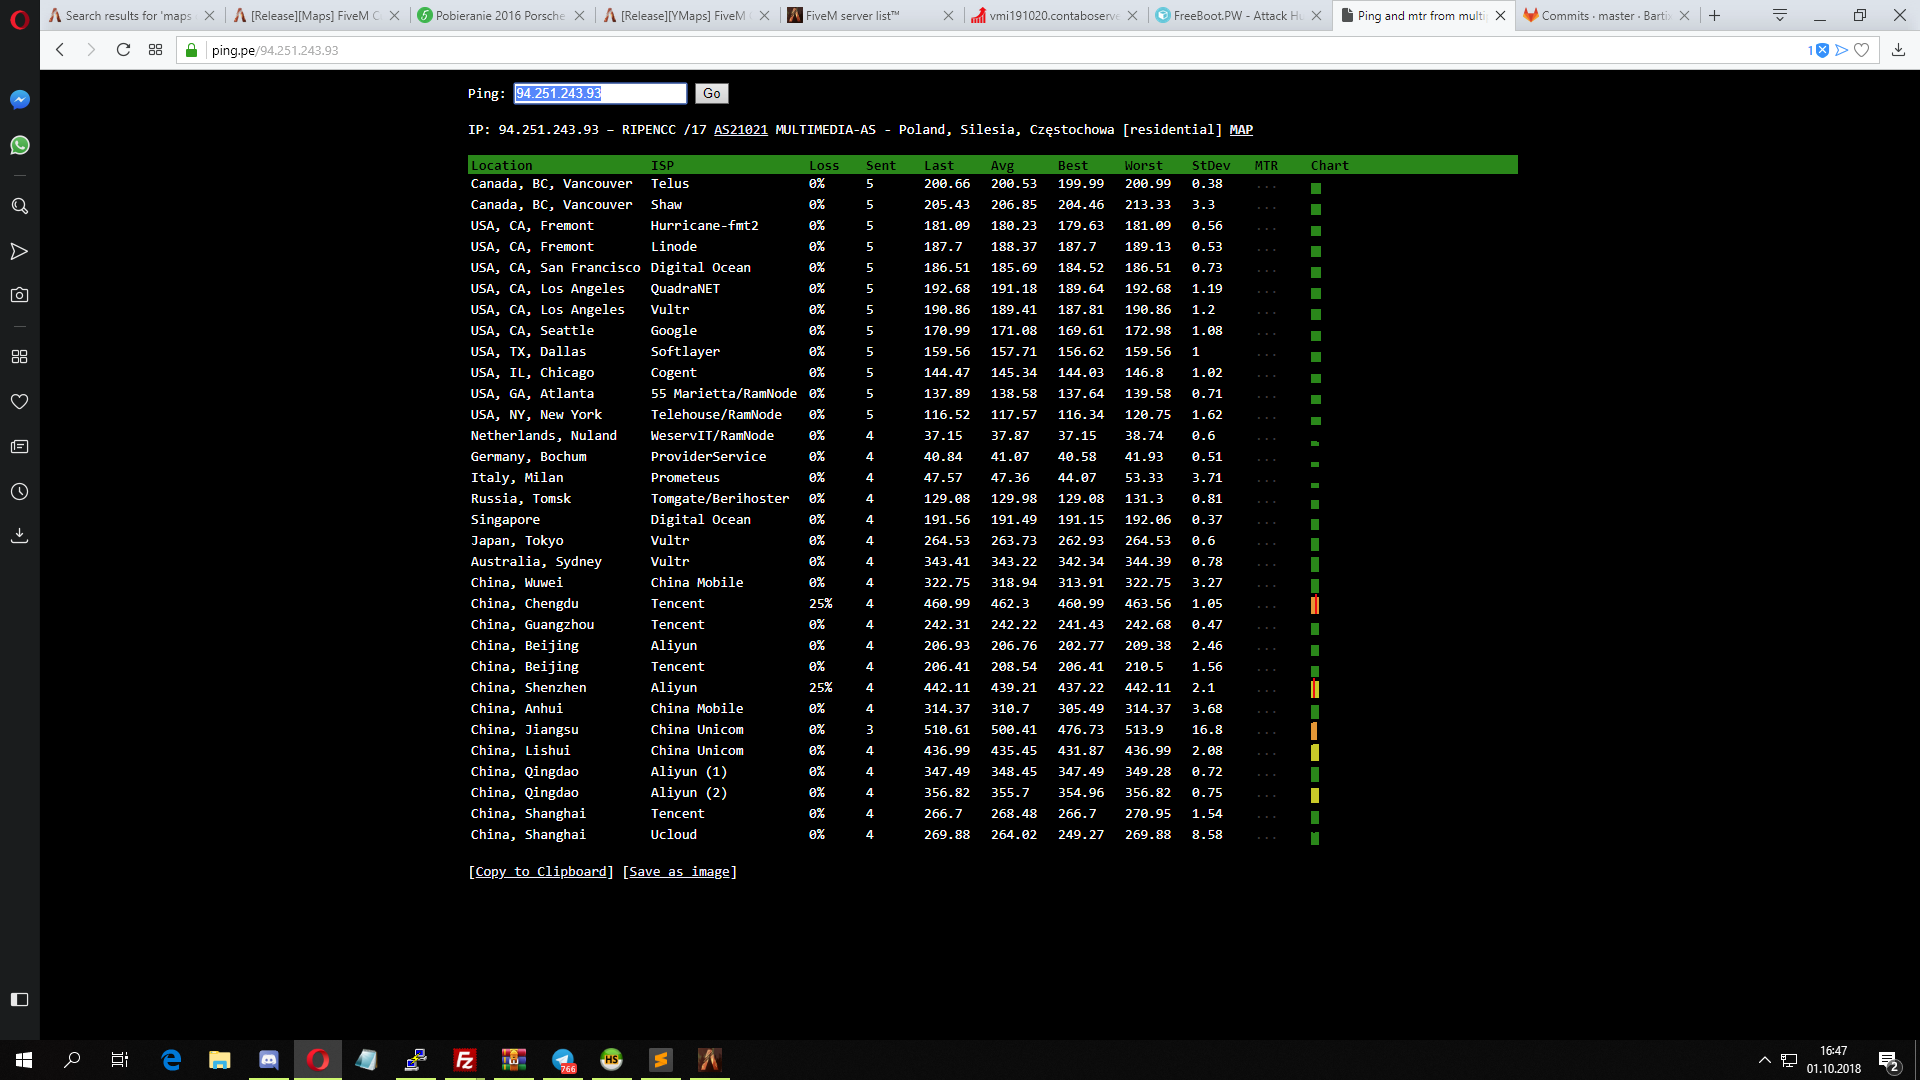 Search results for 'maps
[Release][Maps] FiveM C
Pobieranie 2016 Porsche
[Release][YMaps] FiveM
FiveM server list™
vmi191020.contaboserve
FreeBoot.PW - Attack Hu
Ping and mtr from multip
Commits · master · Bartix
ping.pe/94.251.243.93
1
Ping: 94.251.243.93 Go
IP: 94.251.243.93 – RIPENCC /17 AS21021 MULTIMEDIA-AS - Poland, Silesia, Częstochowa [residential] MAP
Location ISP Loss Sent Last Avg Best Worst StDev MTR Chart
Canada, BC, Vancouver Telus 0% 5 200.66 200.53 199.99 200.99 0.38 ...
Canada, BC, Vancouver Shaw 0% 5 205.43 206.85 204.46 213.33 3.3 ...
USA, CA, Fremont Hurricane-fmt2 0% 5 181.09 180.23 179.63 181.09 0.56 ...
USA, CA, Fremont Linode 0% 5 187.7 188.37 187.7 189.13 0.53 ...
USA, CA, San Francisco Digital Ocean 0% 5 186.51 185.69 184.52 186.51 0.73 ...
USA, CA, Los Angeles QuadraNET 0% 5 192.68 191.18 189.64 192.68 1.19 ...
USA, CA, Los Angeles Vultr 0% 5 190.86 189.41 187.81 190.86 1.2 ...
USA, CA, Seattle Google 0% 5 170.99 171.08 169.61 172.98 1.08 ...
USA, TX, Dallas Softlayer 0% 5 159.56 157.71 156.62 159.56 1 ...
USA, IL, Chicago Cogent 0% 5 144.47 145.34 144.03 146.8 1.02 ...
USA, GA, Atlanta 55 Marietta/RamNode 0% 5 137.89 138.58 137.64 139.58 0.71 ...
USA, NY, New York Telehouse/RamNode 0% 5 116.52 117.57 116.34 120.75 1.62 ...
Netherlands, Nuland WeservIT/RamNode 0% 4 37.15 37.87 37.15 38.74 0.6 ...
Germany, Bochum ProviderService 0% 4 40.84 41.07 40.58 41.93 0.51 ...
Italy, Milan Prometeus 0% 4 47.57 47.36 44.07 53.33 3.71 ...
Russia, Tomsk Tomgate/Berihoster 0% 4 129.08 129.98 129.08 131.3 0.81 ...
Singapore Digital Ocean 0% 4 191.56 191.49 191.15 192.06 0.37 ...
Japan, Tokyo Vultr 0% 4 264.53 263.73 262.93 264.53 0.6 ...
Australia, Sydney Vultr 0% 4 343.41 343.22 342.34 344.39 0.78 ...
China, Wuwei China Mobile 0% 4 322.75 318.94 313.91 322.75 3.27 ...
China, Chengdu Tencent 25% 4 460.99 462.3 460.99 463.56 1.05 ...
China, Guangzhou Tencent 0% 4 242.31 242.22 241.43 242.68 0.47 ...
China, Beijing Aliyun 0% 4 206.93 206.76 202.77 209.38 2.46 ...
China, Beijing Tencent 0% 4 206.41 208.54 206.41 210.5 1.56 ...
China, Shenzhen Aliyun 25% 4 442.11 439.21 437.22 442.11 2.1 ...
China, Anhui China Mobile 0% 4 314.37 310.7 305.49 314.37 3.68 ...
China, Jiangsu China Unicom 0% 3 510.61 500.41 476.73 513.9 16.8 ...
China, Lishui China Unicom 0% 4 436.99 435.45 431.87 436.99 2.08 ...
China, Qingdao Aliyun (1) 0% 4 347.49 348.45 347.49 349.28 0.72 ...
China, Qingdao Aliyun (2) 0% 4 356.82 355.7 354.96 356.82 0.75 ...
China, Shanghai Tencent 0% 4 266.7 268.48 266.7 270.95 1.54 ...
China, Shanghai Ucloud 0% 4 269.88 264.02 249.27 269.88 8.58 ...
[Copy to Clipboard] [Save as image]
766
HS
16:47
01.10.2018
2